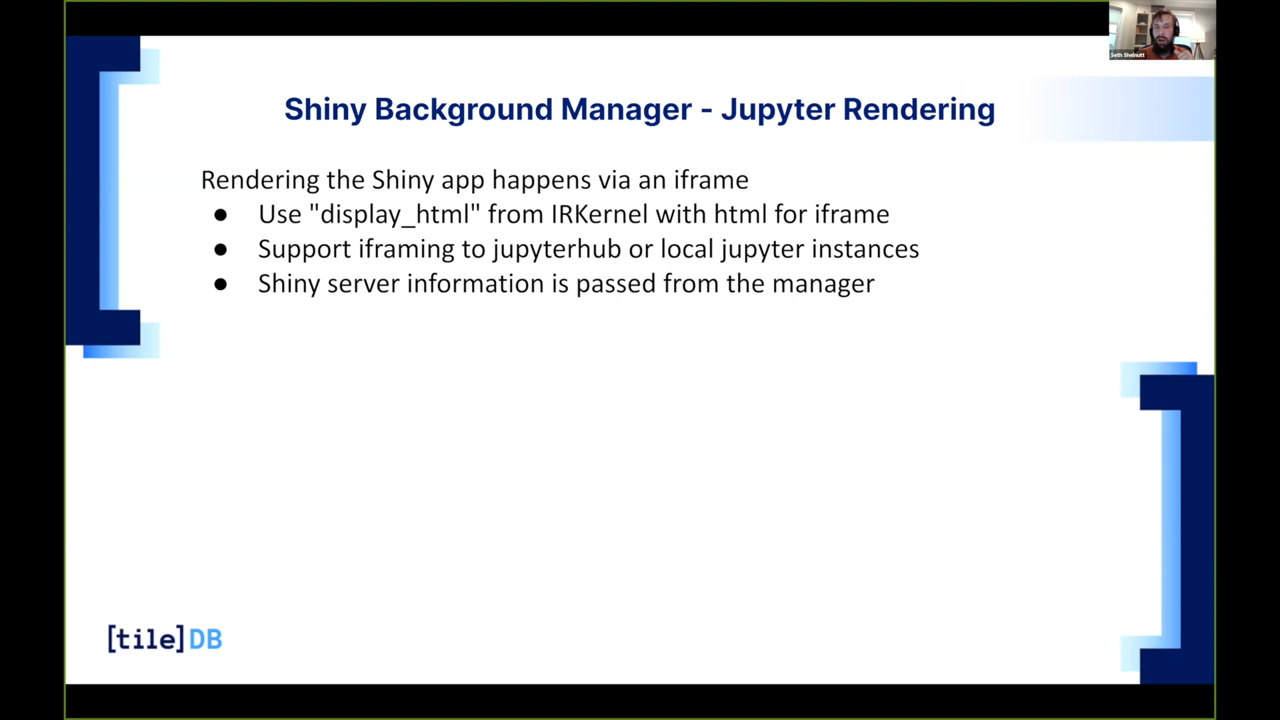 Seth Shelnutt
Shiny Background Manager - Jupyter Rendering
Rendering the Shiny app happens via an iframe
● Use "display_html" from IRKernel with html for iframe
● Support iframing to jupyterhub or local jupyter instances
● Shiny server information is passed from the manager
[tile]DB